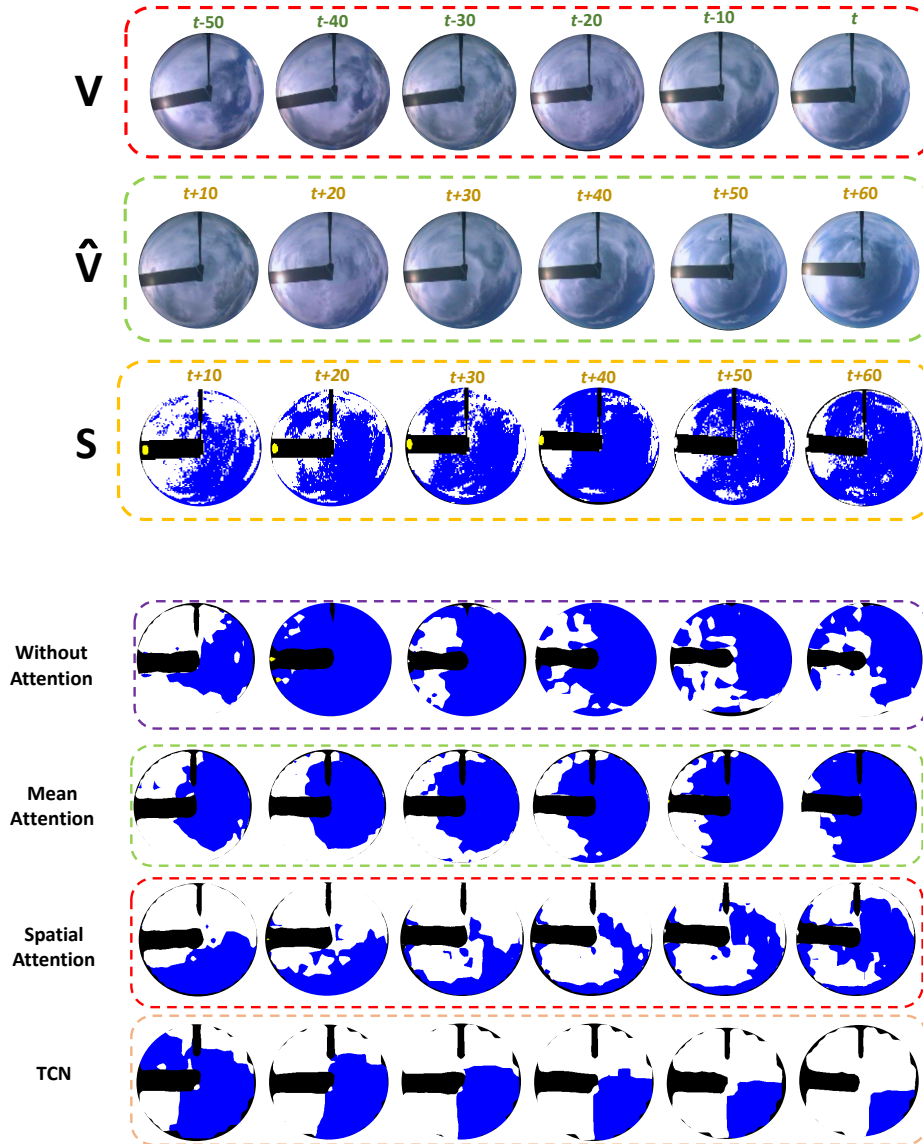 t-50 t-40 t-30 t-20 t-10 t
V
t+10 t+20 t+30 t+40 t+50 t+60
V̂
t+10 t+20 t+30 t+40 t+50 t+60
S
Without
Attention
Mean
Attention
Spatial
Attention
TCN